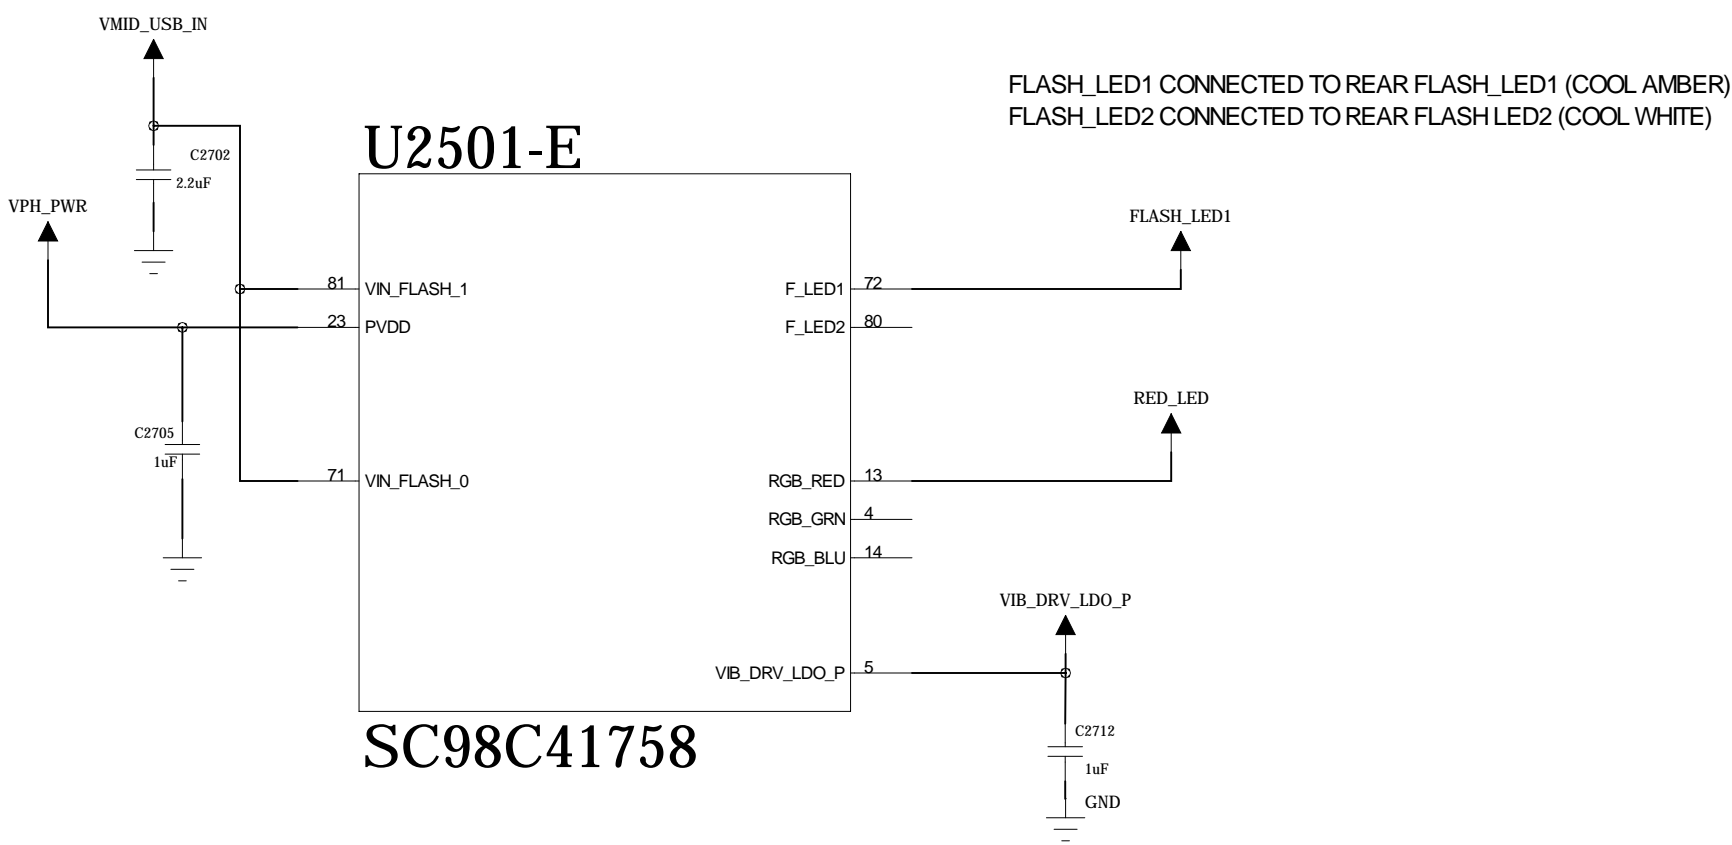 VMID_USB_IN
FLASH_LED1 CONNECTED TO REAR FLASH_LED1 (COOL AMBER)
FLASH_LED2 CONNECTED TO REAR FLASH LED2 (COOL WHITE)
U2501-E
C2702
2.2uF
VPH_PWR
FLASH_LED1
81 VIN_FLASH_1
F_LED1 72
23 PVDD
F_LED2 80
RED_LED
C2705
1uF
71 VIN_FLASH_0
RGB_RED 13
RGB_GRN 4
RGB_BLU 14
VIB_DRV_LDO_P
VIB_DRV_LDO_P 5
SC98C41758
C2712
1uF
GND